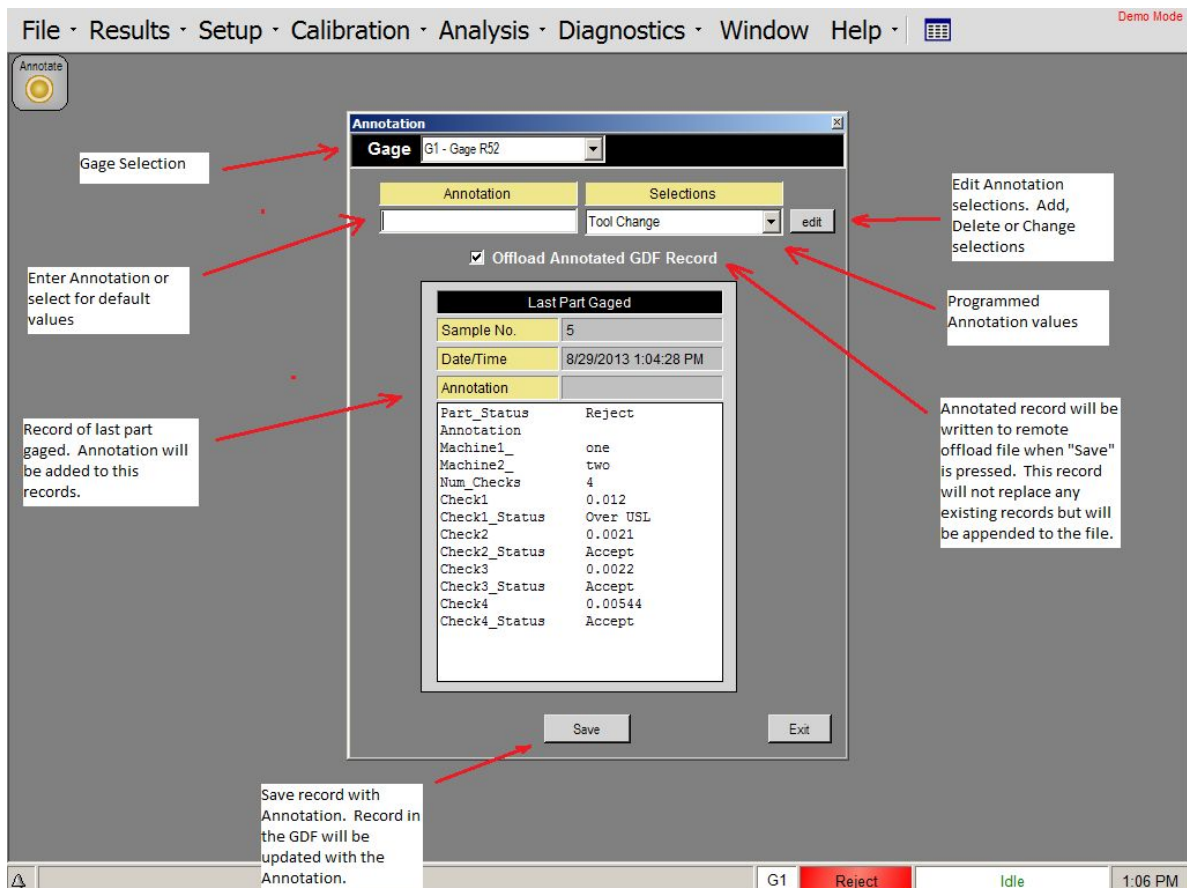 File Results Setup Calibration Analysis Diagnostics Window Help
Demo Mode
Annotate
Annotation
Gage G1 - Gage R52
Gage Selection
Annotation Selections
Tool Change edit
Edit Annotation
selections. Add,
Delete or Change
selections
Offload Annotated GDF Record
Enter Annotation or
select for default
values
Programmed
Annotation values
Last Part Gaged
Sample No. 5
Date/Time 8/29/2013 1:04:28 PM
Annotation
Part_Status Reject
Annotation
Machine1_ one
Machine2_ two
Num_Checks 4
Check1 0.012
Check1_Status Over USL
Check2 0.0021
Check2_Status Accept
Check3 0.0022
Check3_Status Accept
Check4 0.00544
Check4_Status Accept
Record of last part
gaged. Annotation will
be added to this
records.
Annotated record will be
written to remote
offload file when "Save"
is pressed. This record
will not replace any
existing records but will
be appended to the file.
Save Exit
Save record with
Annotation. Record in
the GDF will be
updated with the
Annotation.
G1 Reject Idle 1:06 PM